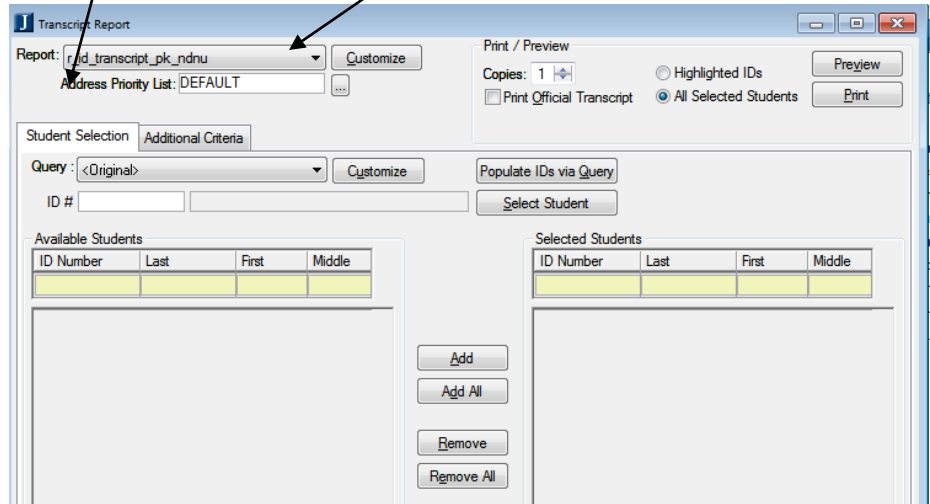 Transcript Report
Report: r_id_transcript_pk_ndnu Customize
Address Priority List: DEFAULT ...
Print / Preview
Copies: 1 Highlighted IDs Preview
Print Official Transcript All Selected Students Print
Student Selection Additional Criteria
Query : <Original> Customize Populate IDs via Query
ID # Select Student
Available Students Selected Students
ID Number Last First Middle ID Number Last First Middle
Add
Add All
Remove
Remove All